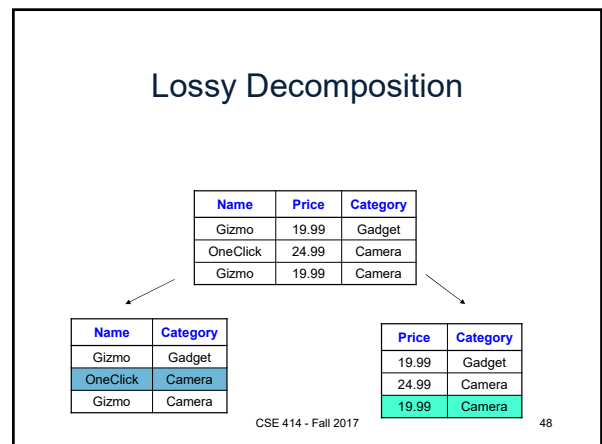 Lossy Decomposition
Name Price Category
Gizmo 19.99 Gadget
OneClick 24.99 Camera
Gizmo 19.99 Camera
Name Category
Gizmo Gadget
OneClick Camera
Gizmo Camera
Price Category
19.99 Gadget
24.99 Camera
19.99 Camera
CSE 414 - Fall 2017 48